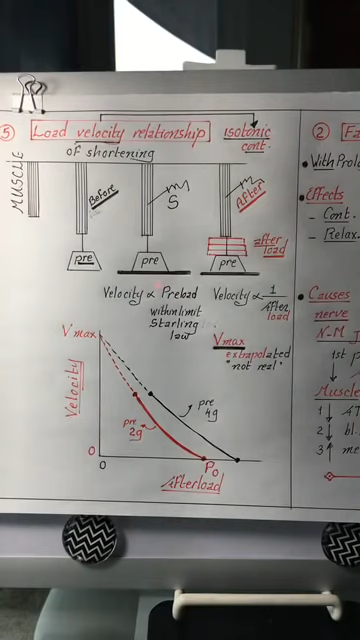 ⑤ Load velocity relationship isotonic
cont.
of shortening
MUSCLE
Before
S
After
pre
pre
pre
= after
load
Velocity ∝ Preload
within limit
Starling
law
Velocity ∝ 1/After
load
Vmax
extrapolated
"not real"
Vmax
Velocity
pre
4g
pre
2g
0
0
P0
Afterload
②
• With
• Effects
- Cont.
- Relax.
• Causes
nerve
N-M
1st
Muscle
1
2
3